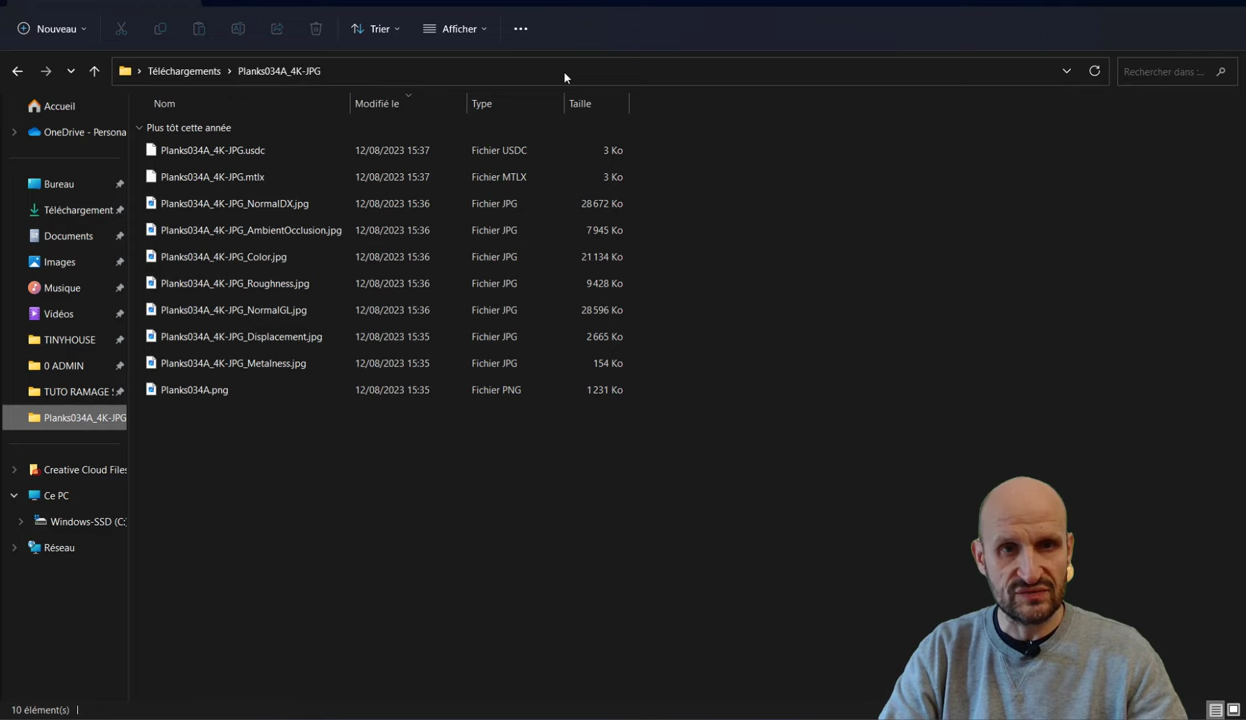 Nouveau Trier Afficher
Téléchargements Planks034A_4K-JPG Rechercher dans ...
Accueil
OneDrive - Persona
Bureau
Téléchargement
Documents
Images
Musique
Vidéos
TINYHOUSE
0 ADMIN
TUTO RAMAGE
Planks034A_4K-JPG
Creative Cloud Files
Ce PC
Windows-SSD (C:
Réseau
Nom Modifié le Type Taille
Plus tôt cette année
Planks034A_4K-JPG.usdc 12/08/2023 15:37 Fichier USDC 3 Ko
Planks034A_4K-JPG.mtlx 12/08/2023 15:37 Fichier MTLX 3 Ko
Planks034A_4K-JPG_NormalDX.jpg 12/08/2023 15:36 Fichier JPG 28 672 Ko
Planks034A_4K-JPG_AmbientOcclusion.jpg 12/08/2023 15:36 Fichier JPG 7 945 Ko
Planks034A_4K-JPG_Color.jpg 12/08/2023 15:36 Fichier JPG 21 134 Ko
Planks034A_4K-JPG_Roughness.jpg 12/08/2023 15:36 Fichier JPG 9 428 Ko
Planks034A_4K-JPG_NormalGL.jpg 12/08/2023 15:36 Fichier JPG 28 596 Ko
Planks034A_4K-JPG_Displacement.jpg 12/08/2023 15:35 Fichier JPG 2 665 Ko
Planks034A_4K-JPG_Metalness.jpg 12/08/2023 15:35 Fichier JPG 154 Ko
Planks034A.png 12/08/2023 15:35 Fichier PNG 1 231 Ko
10 élément(s)